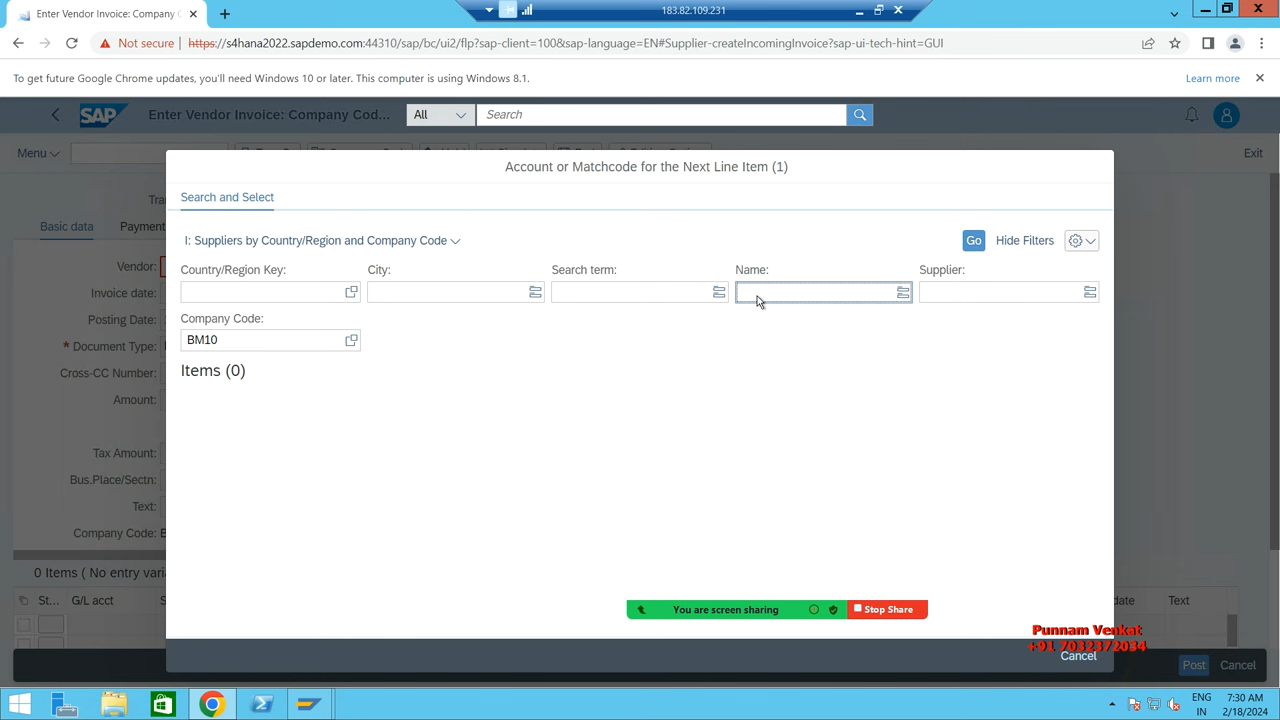 Enter Vendor Invoice: Company C
183.82.109.231
Not secure
https://s4hana2022.sapdemo.com:44310/sap/bc/ui2/flp?sap-client=100&sap-language=EN#Supplier-createIncomingInvoice?sap-ui-tech-hint=GUI
To get future Google Chrome updates, you'll need Windows 10 or later. This computer is using Windows 8.1.
Learn more
SAP
Enter Vendor Invoice: Company Cod...
All
Search
Menu
Exit
Account or Matchcode for the Next Line Item (1)
Search and Select
Basic data
Payment
I: Suppliers by Country/Region and Company Code
Go
Hide Filters
Country/Region Key:
City:
Search term:
Name:
Supplier:
Company Code:
BM10
Items (0)
Vendor:
Invoice date:
Posting Date:
* Document Type:
Cross-CC Number:
Amount:
Tax Amount:
Bus.Place/Sectn:
Text:
Company Code: B
0 Items ( No entry varia
St...
G/L acct
S
date
Text
You are screen sharing
Stop Share
Punnam Venkat
+91 7032372034
Cancel
Post
Cancel
ENG
IN
7:30 AM
2/18/2024